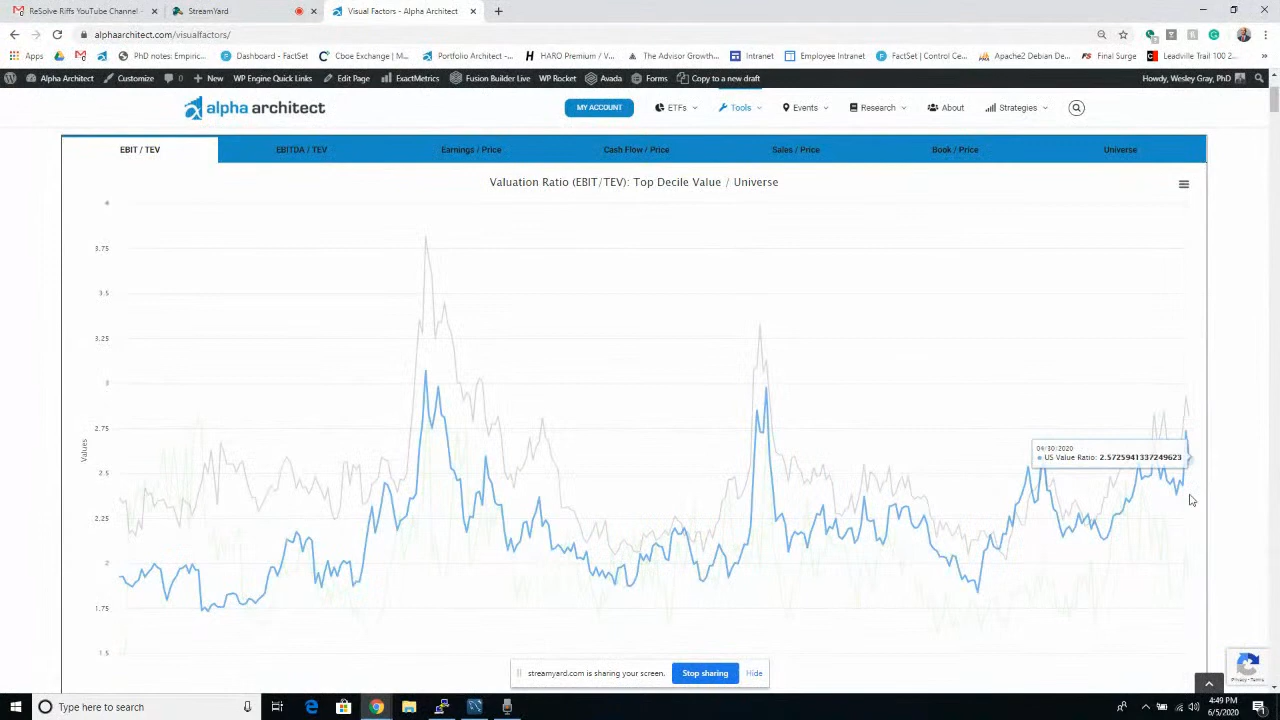 ReSolve Riffs YouTube Channel -
StreamYard
Visual Factors - Alpha Architect
alphaarchitect.com/visualfactors/
Apps
PhD notes: Empiric...
Dashboard - FactSet
Cboe Exchange | M...
Portfolio Architect - ...
HARO Premium / V...
The Advisor Growth...
Intranet
Employee Intranet
FactSet | Control Ce...
Apache2 Debian De...
Final Surge
Leadville Trail 100 2...
Alpha Architect
Customize
0
New
WP Engine Quick Links
Edit Page
ExactMetrics
Fusion Builder Live
WP Rocket
Avada
Forms
Copy to a new draft
Howdy, Wesley Gray, PhD
alpha architect
MY ACCOUNT
ETFs
Tools
Events
Research
About
Strategies
EBIT / TEV
EBITDA / TEV
Earnings / Price
Cash Flow / Price
Sales / Price
Book / Price
Universe
Valuation Ratio (EBIT/TEV): Top Decile Value / Universe
4
3.75
3.5
3.25
3
2.75
2.5
2.25
2
1.75
1.5
Values
04/30/2020
US Value Ratio: 2.5725941337249623
streamyard.com is sharing your screen.
Stop sharing
Hide
Privacy - Terms
Type here to search
4:49 PM
6/5/2020